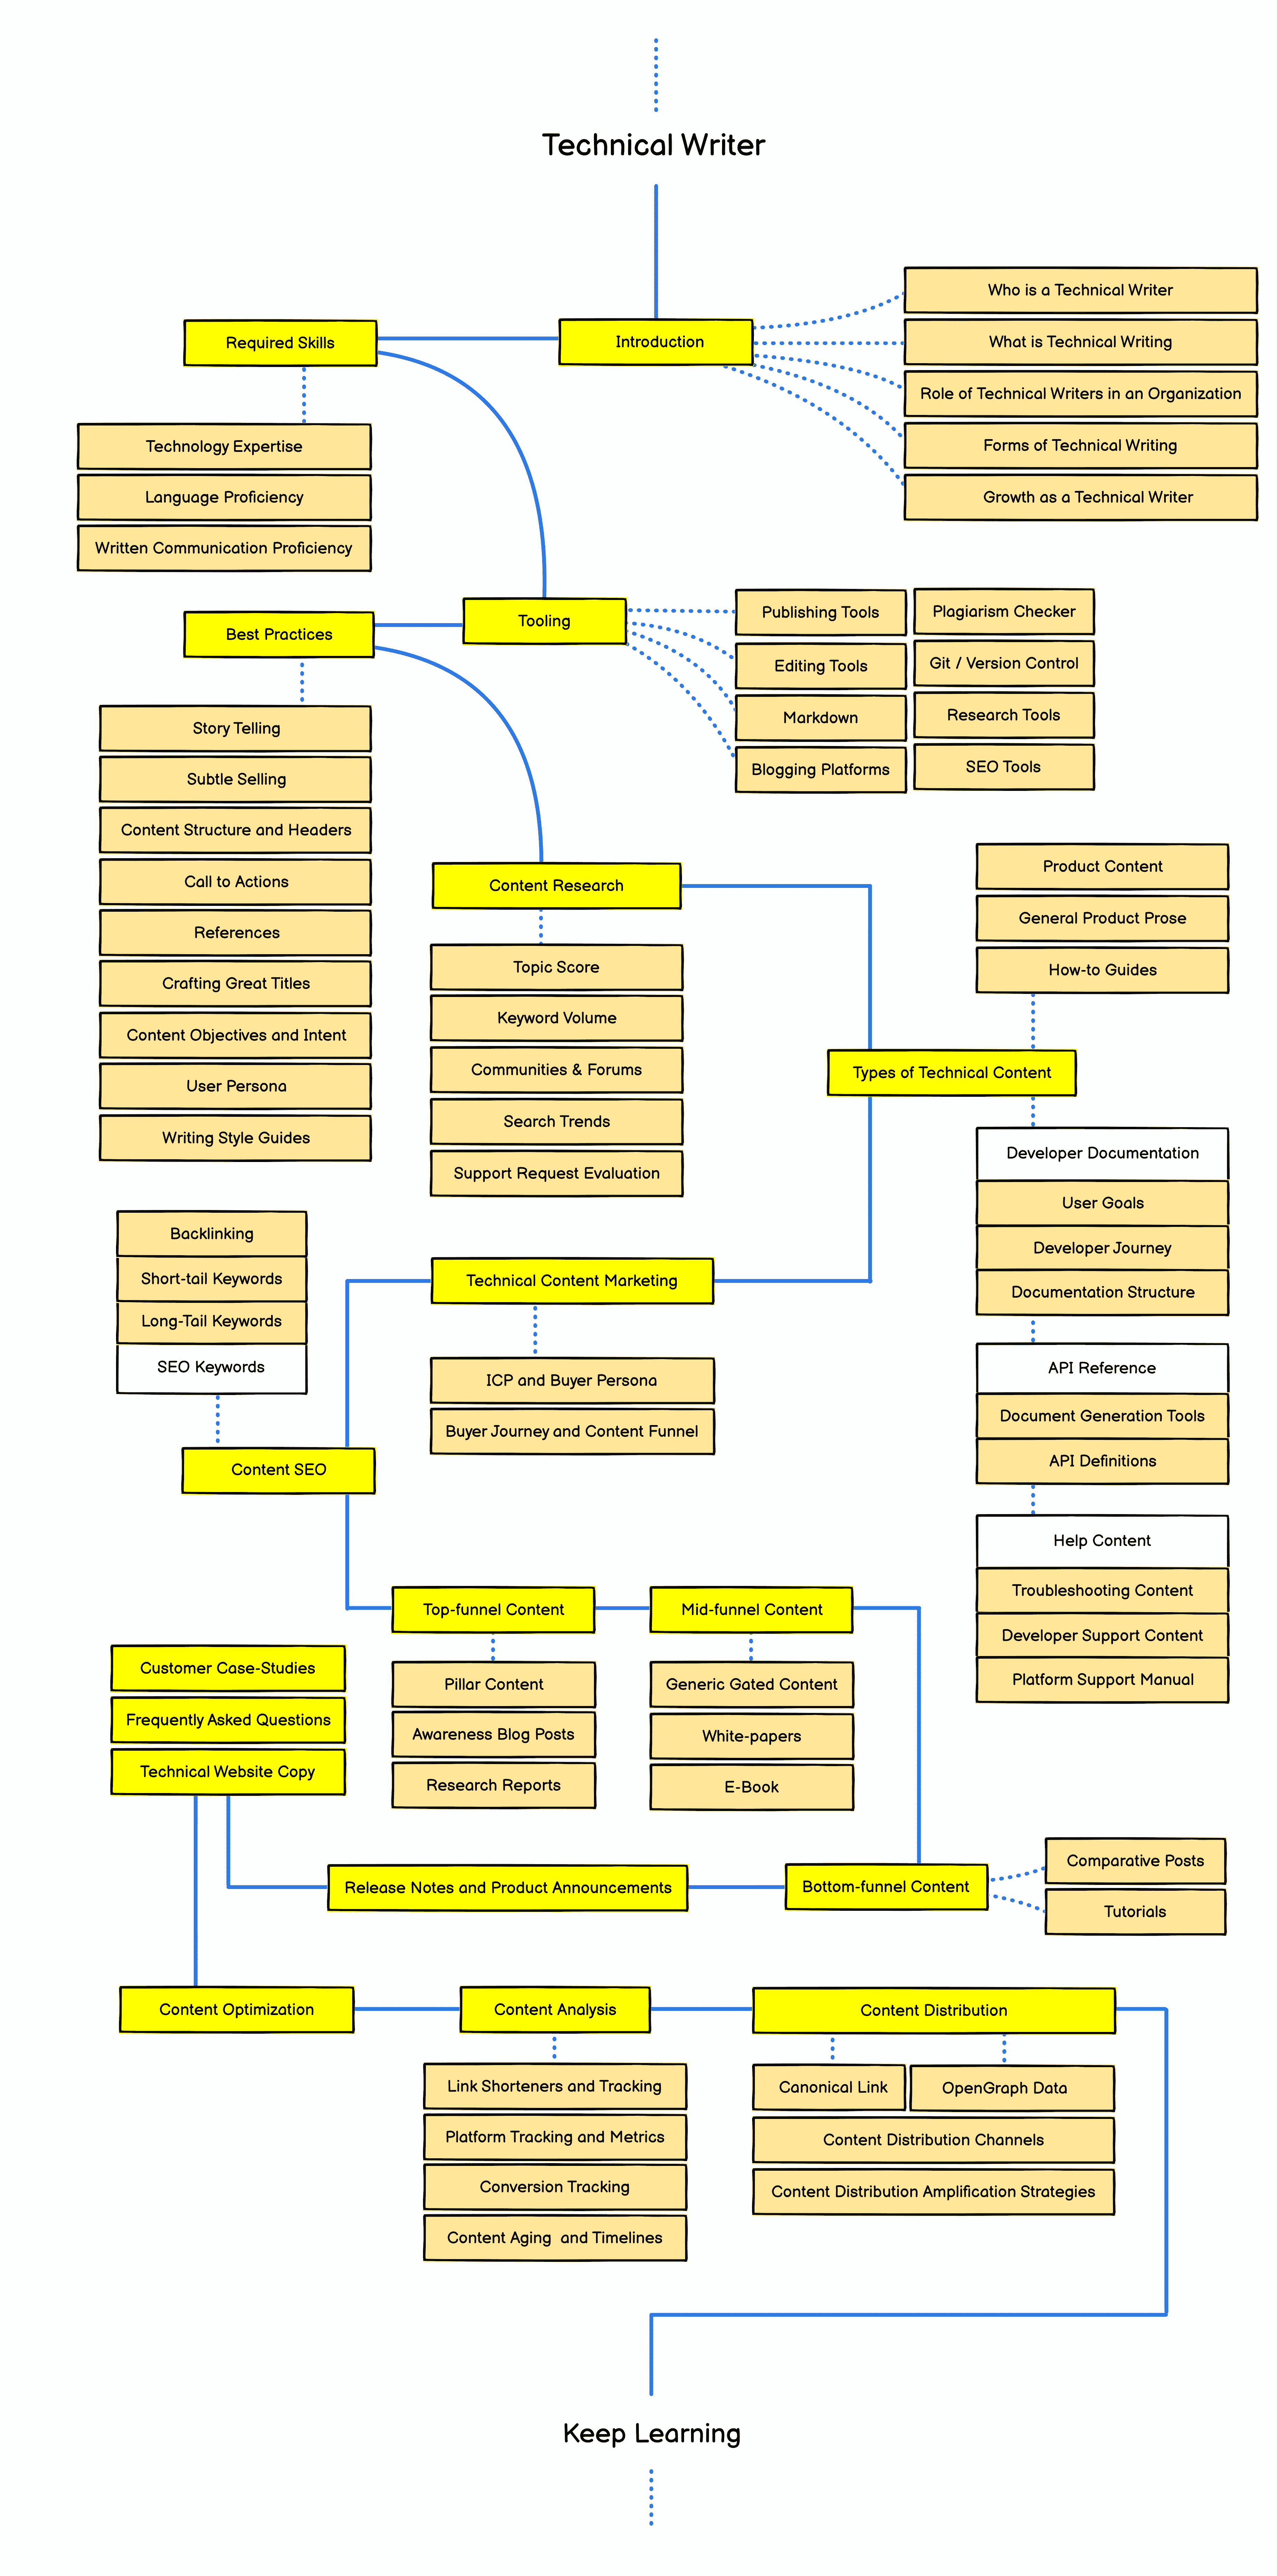 Technical Writer
Introduction
Who is a Technical Writer
What is Technical Writing
Role of Technical Writers in an Organization
Forms of Technical Writing
Growth as a Technical Writer
Required Skills
Technology Expertise
Language Proficiency
Written Communication Proficiency
Tooling
Publishing Tools
Editing Tools
Markdown
Blogging Platforms
Plagiarism Checker
Git / Version Control
Research Tools
SEO Tools
Best Practices
Story Telling
Subtle Selling
Content Structure and Headers
Call to Actions
References
Crafting Great Titles
Content Objectives and Intent
User Persona
Writing Style Guides
Content Research
Topic Score
Keyword Volume
Communities & Forums
Search Trends
Support Request Evaluation
Product Content
General Product Prose
How-to Guides
Types of Technical Content
Developer Documentation
User Goals
Developer Journey
Documentation Structure
API Reference
Document Generation Tools
API Definitions
Help Content
Troubleshooting Content
Developer Support Content
Platform Support Manual
Technical Content Marketing
ICP and Buyer Persona
Buyer Journey and Content Funnel
Backlinking
Short-tail Keywords
Long-Tail Keywords
SEO Keywords
Content SEO
Top-funnel Content
Pillar Content
Awareness Blog Posts
Research Reports
Mid-funnel Content
Generic Gated Content
White-papers
E-Book
Bottom-funnel Content
Comparative Posts
Tutorials
Release Notes and Product Announcements
Customer Case-Studies
Frequently Asked Questions
Technical Website Copy
Content Optimization
Content Analysis
Link Shorteners and Tracking
Platform Tracking and Metrics
Conversion Tracking
Content Aging and Timelines
Content Distribution
Canonical Link
OpenGraph Data
Content Distribution Channels
Content Distribution Amplification Strategies
Keep Learning